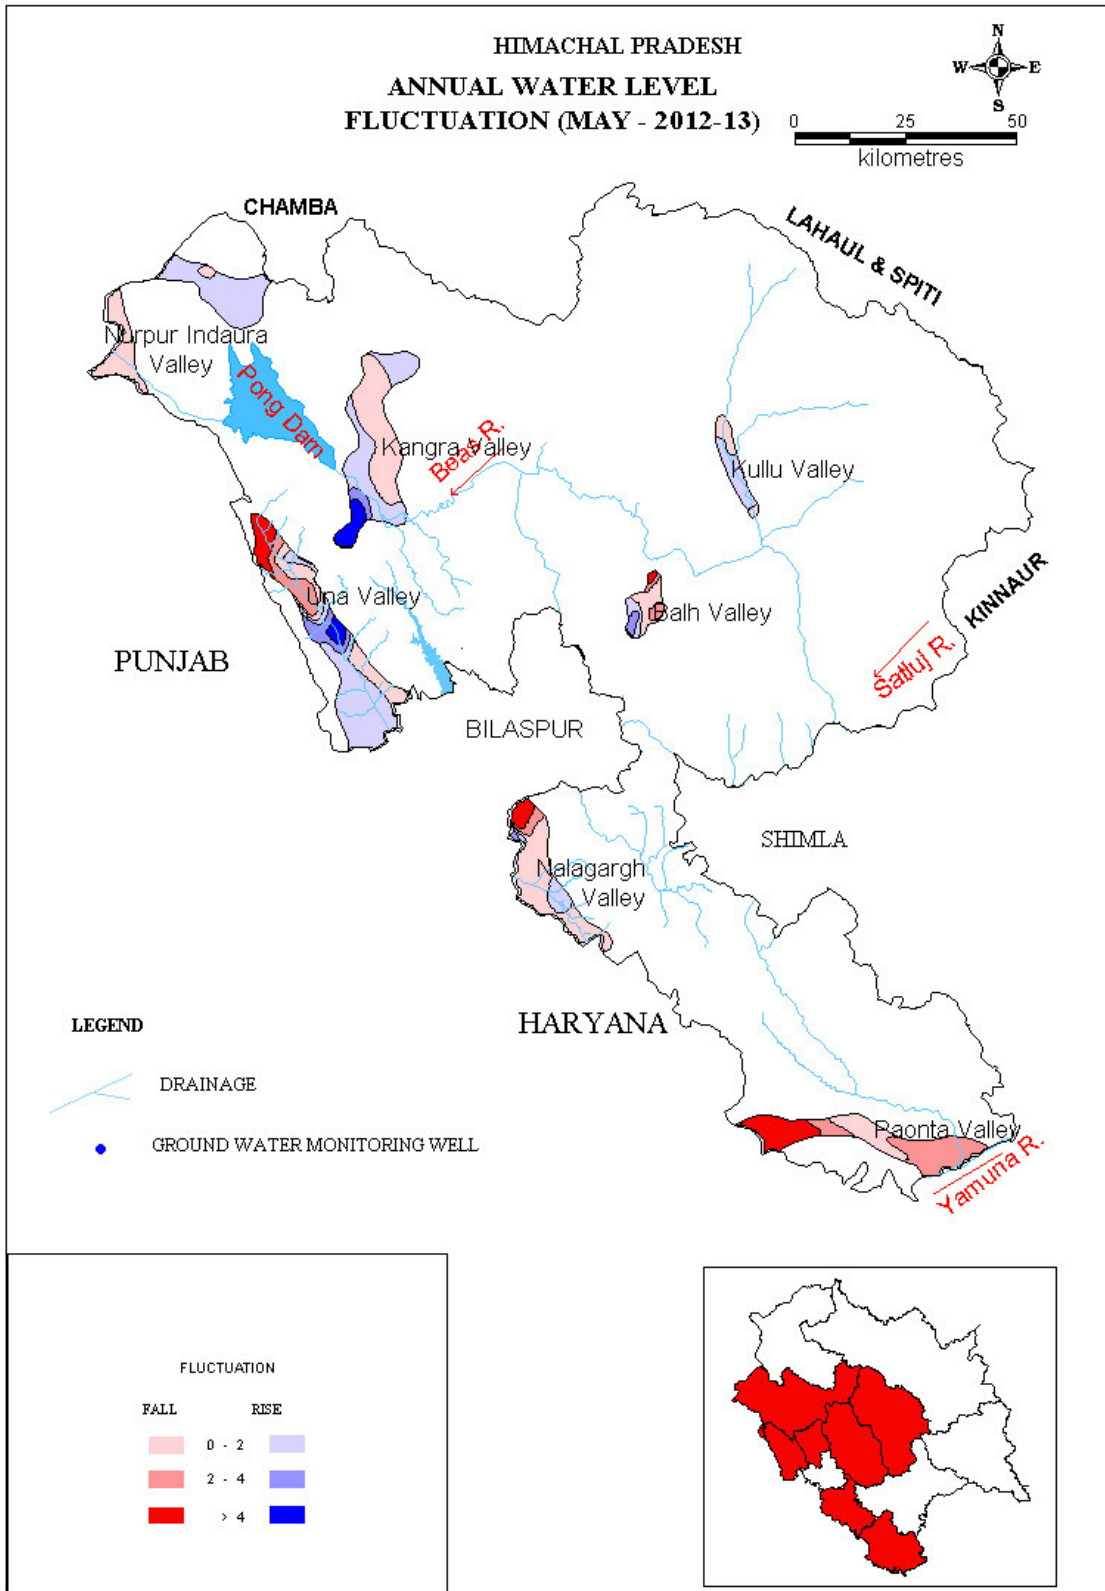 HIMACHAL PRADESH
ANNUAL WATER LEVEL
FLUCTUATION (MAY - 2012-13)
N
W E
S
0 25 50
kilometres
CHAMBA
LAHAUL & SPITI
Nurpur Indaura
Valley
Pong Dam
Kangra Valley
Beas R.
Kullu Valley
Una Valley
Balh Valley
KINNAUR
Satluj R.
PUNJAB
BILASPUR
SHIMLA
Nalagargh
Valley
HARYANA
Paonta Valley
Yamuna R.
LEGEND
DRAINAGE
GROUND WATER MONITORING WELL
FLUCTUATION
FALL RISE
0 - 2
2 - 4
> 4